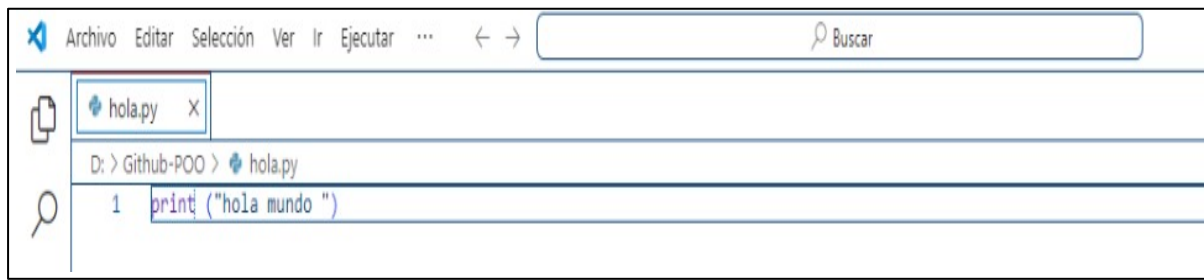 Archivo Editar Selección Ver Ir Ejecutar ··· ← → Buscar
hola.py ×
D: > Github-POO > hola.py
1 print ("hola mundo ")